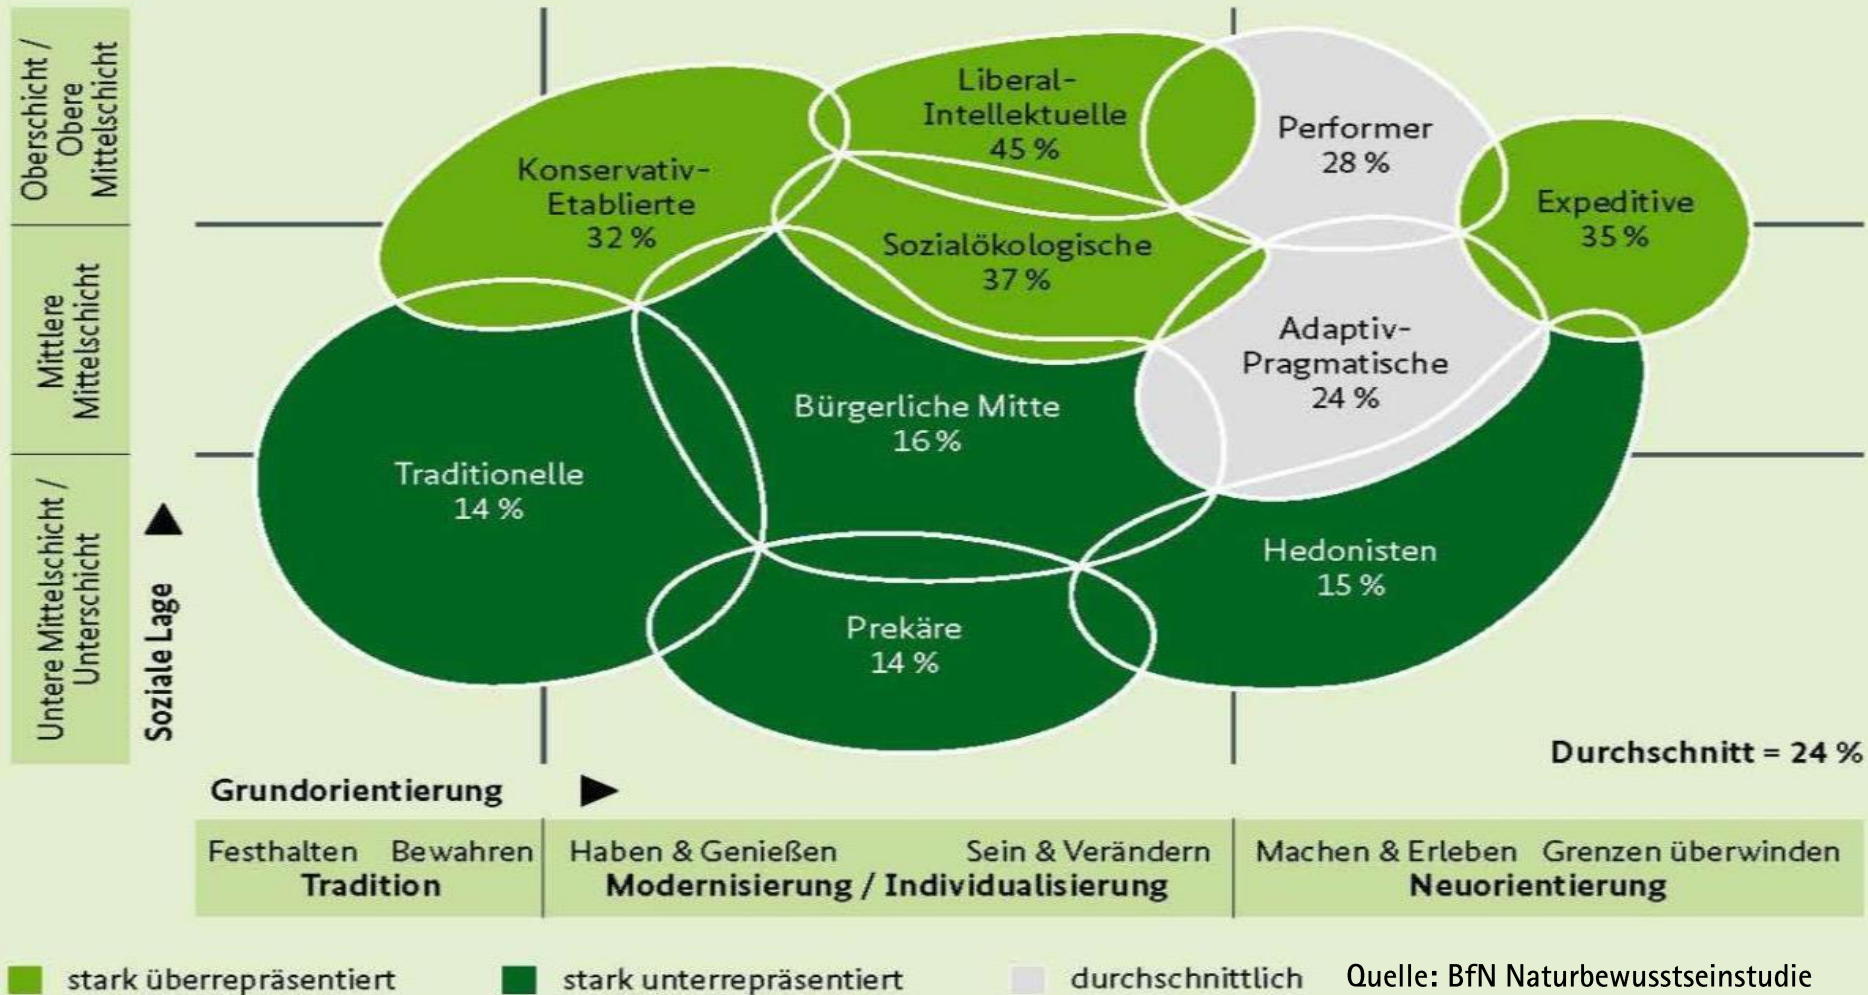 Oberschicht /
Obere
Mittelschicht
Mittlere
Mittelschicht
Untere Mittelschicht /
Unterschicht
Soziale Lage
Konservativ-
Etablierte
32 %
Liberal-
Intellektuelle
45 %
Performer
28 %
Expeditive
35 %
Sozialökologische
37 %
Adaptiv-
Pragmatische
24 %
Bürgerliche Mitte
16 %
Traditionelle
14 %
Hedonisten
15 %
Prekäre
14 %
Durchschnitt = 24 %
Grundorientierung
Festhalten Bewahren
Tradition
Haben & Genießen Sein & Verändern
Modernisierung / Individualisierung
Machen & Erleben Grenzen überwinden
Neuorientierung
stark überrepräsentiert stark unterrepräsentiert durchschnittlich Quelle: BfN Naturbewusstseinstudie